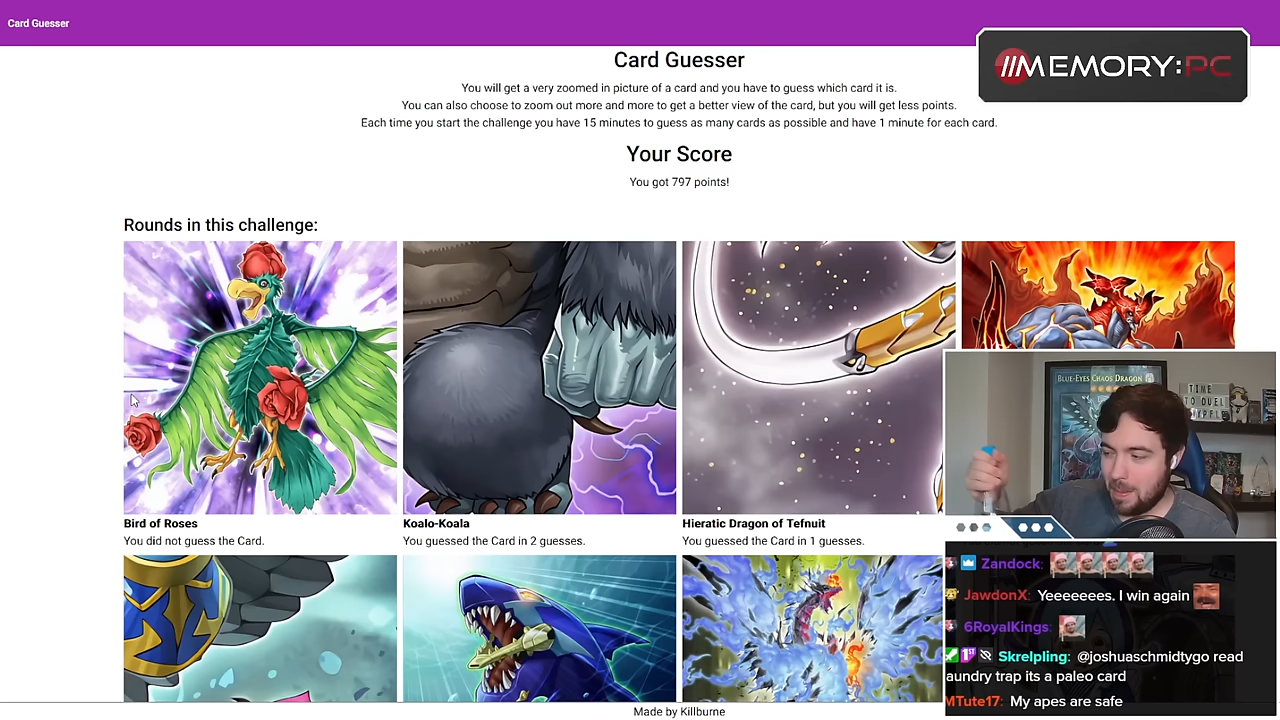 Card Guesser
//MEMORY:PC
Card Guesser
You will get a very zoomed in picture of a card and you have to guess which card it is.
You can also choose to zoom out more and more to get a better view of the card, but you will get less points.
Each time you start the challenge you have 15 minutes to guess as many cards as possible and have 1 minute for each card.
Your Score
You got 797 points!
Rounds in this challenge:
BLUE-EYES CHAOS DRAGON
TIME
TO DUEL
Bird of Roses
You did not guess the Card.
Koalo-Koala
You guessed the Card in 2 guesses.
Hieratic Dragon of Tefnuit
You guessed the Card in 1 guesses.
Zandock:
JawdonX: Yeeeeeees. I win again
6RoyalKings:
1ST Skrelpling: @joshuaschmidtygo read
aundry trap its a paleo card
MTute17: My apes are safe
Made by Killburne